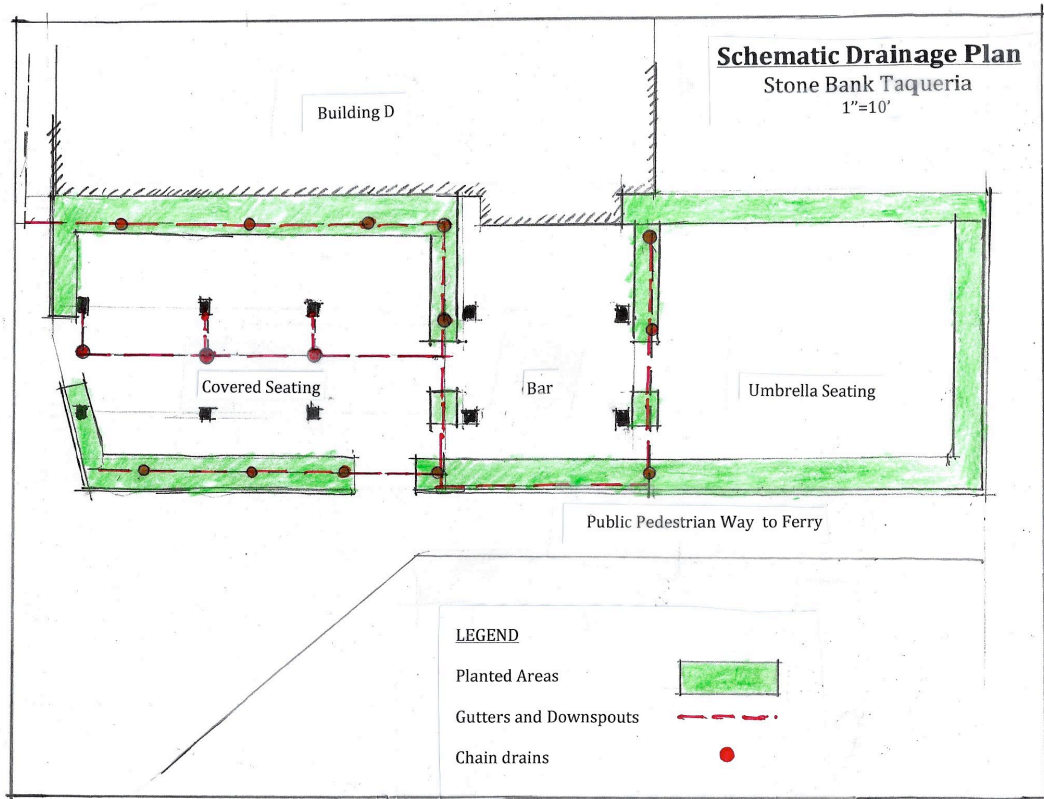 Schematic Drainage Plan
Stone Bank Taqueria
1”=10’
Building D
Covered Seating
Bar
Umbrella Seating
Public Pedestrian Way to Ferry
LEGEND
Planted Areas
Gutters and Downspouts
Chain drains